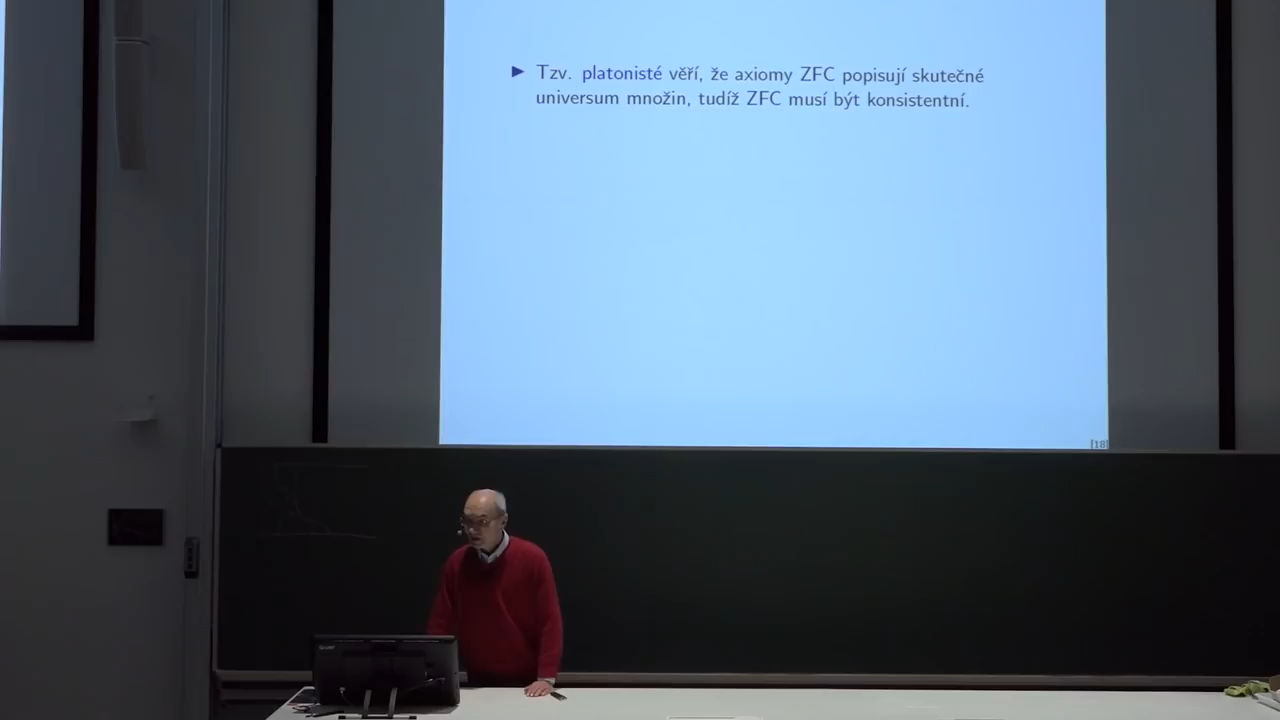 ► Tzv. platonisté věří, že axiomy ZFC popisují skutečné
universum množin, tudíž ZFC musí být konsistentní.
[18]